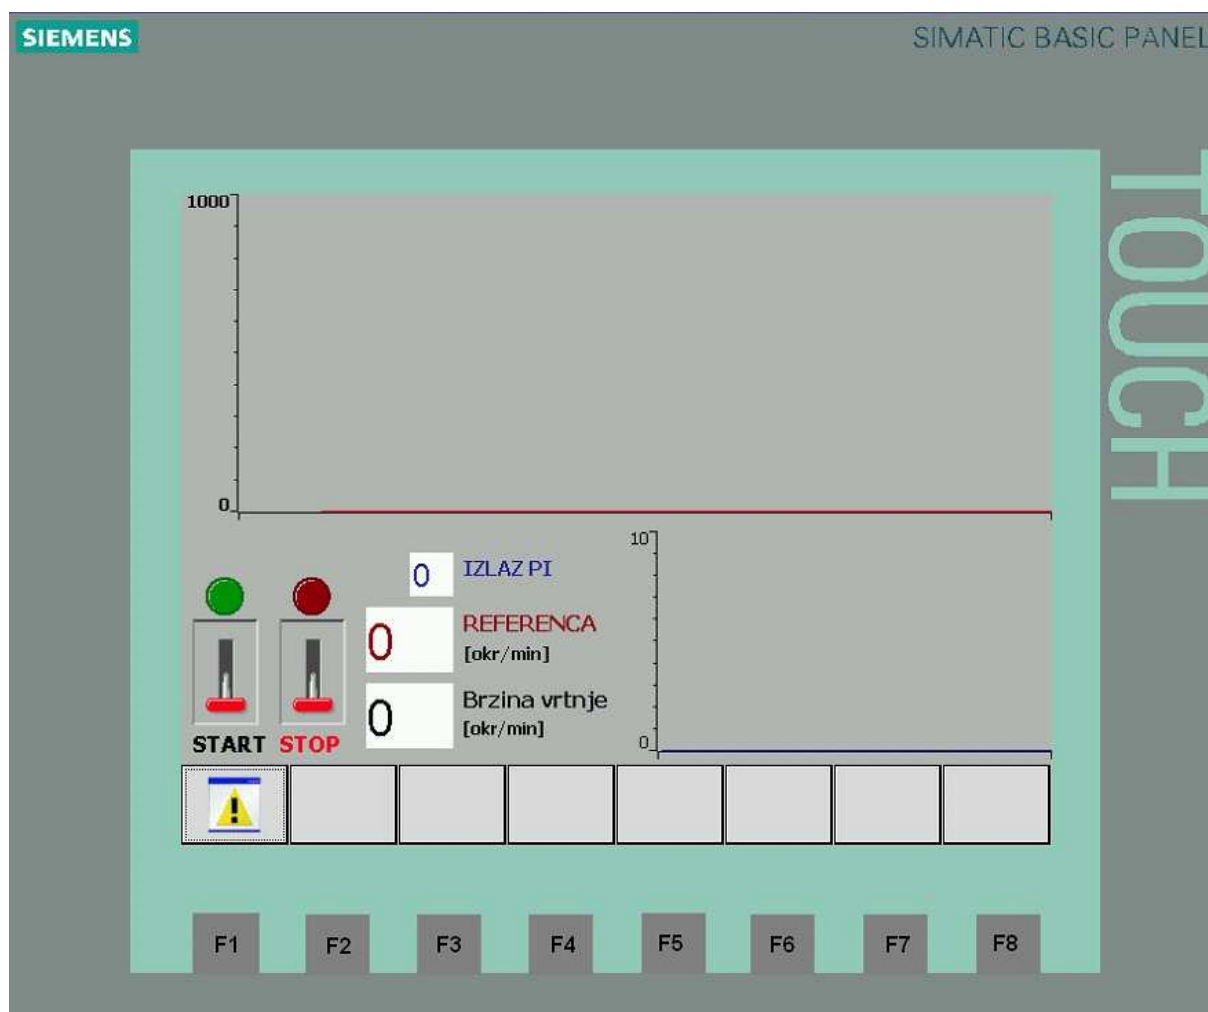 SIEMENS
SIMATIC BASIC PANEL
TOUCH
1000
0
10
0
0
IZLAZ PI
0
REFERENCA
[okr/min]
0
Brzina vrtnje
[okr/min]
START
STOP
F1
F2
F3
F4
F5
F6
F7
F8